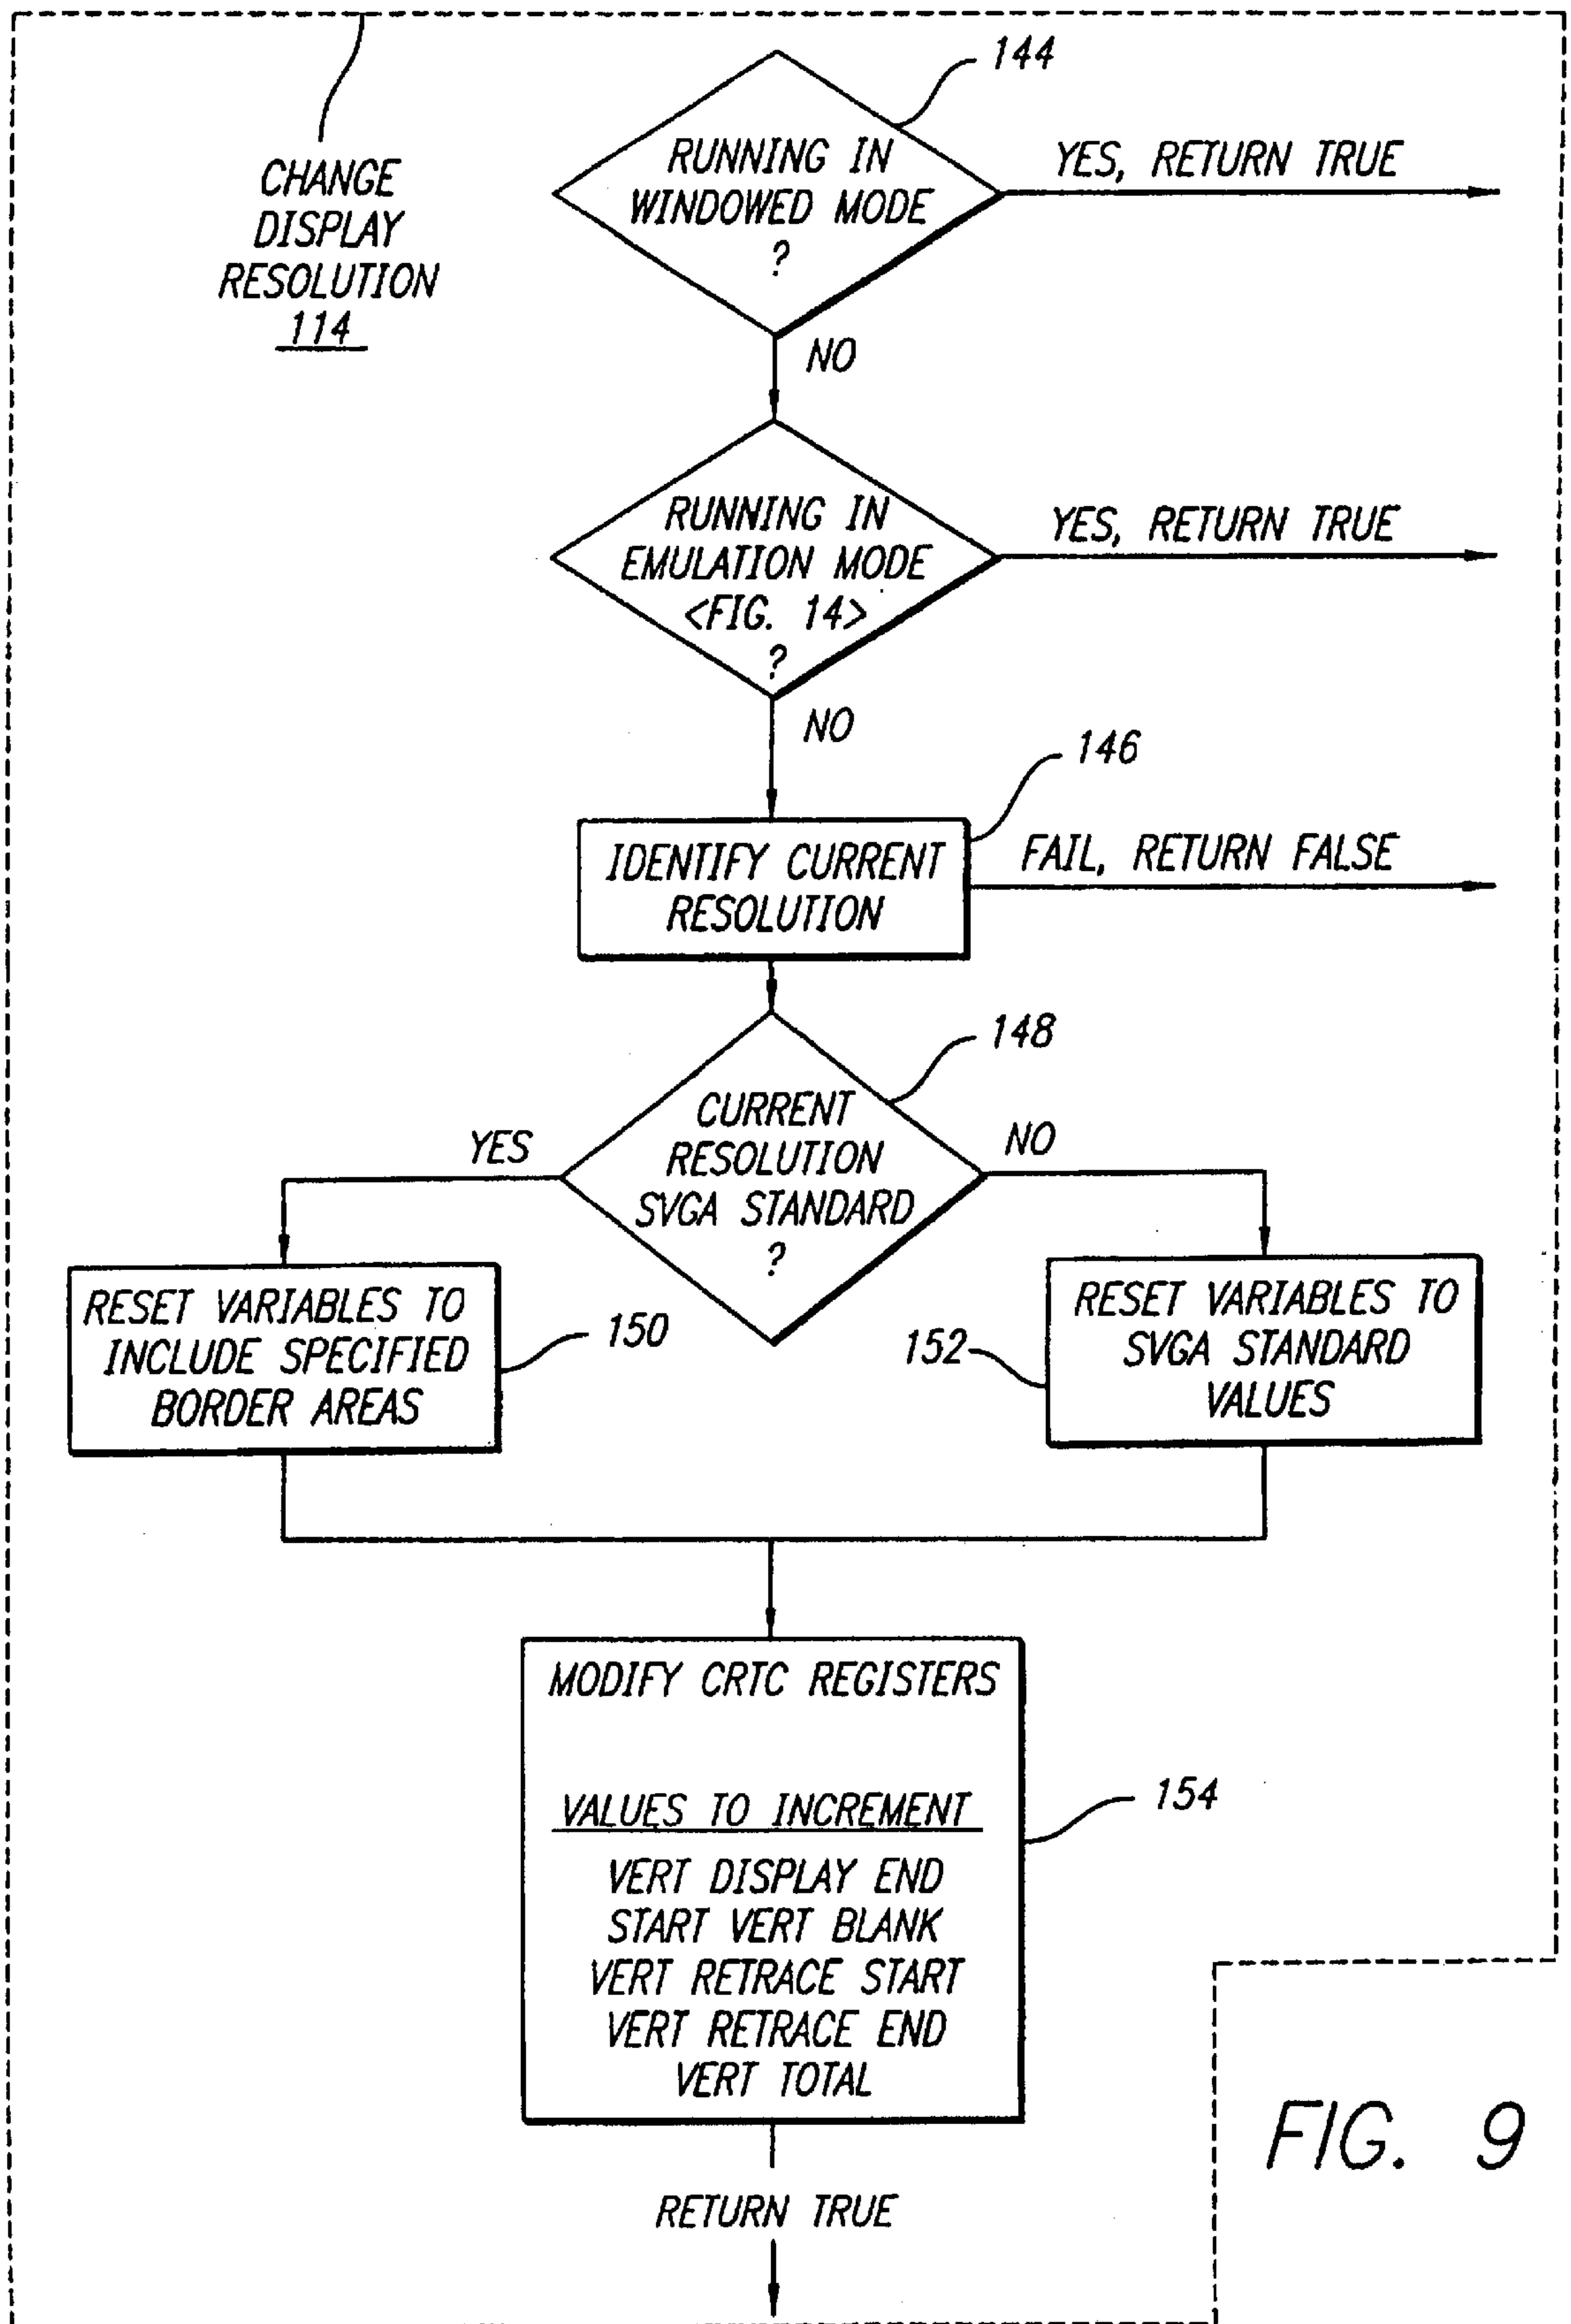 144
CHANGE
DISPLAY
RESOLUTION
114
RUNNING IN
WINDOWED MODE
?
YES, RETURN TRUE
NO
RUNNING IN
EMULATION MODE
<FIG. 14>
?
YES, RETURN TRUE
NO
146
IDENTIFY CURRENT
RESOLUTION
FAIL, RETURN FALSE
148
CURRENT
RESOLUTION
SVGA STANDARD
?
YES
NO
RESET VARIABLES TO
INCLUDE SPECIFIED
BORDER AREAS
150
152
RESET VARIABLES TO
SVGA STANDARD
VALUES
MODIFY CRTC REGISTERS
VALUES TO INCREMENT
VERT DISPLAY END
START VERT BLANK
VERT RETRACE START
VERT RETRACE END
VERT TOTAL
154
RETURN TRUE
FIG. 9